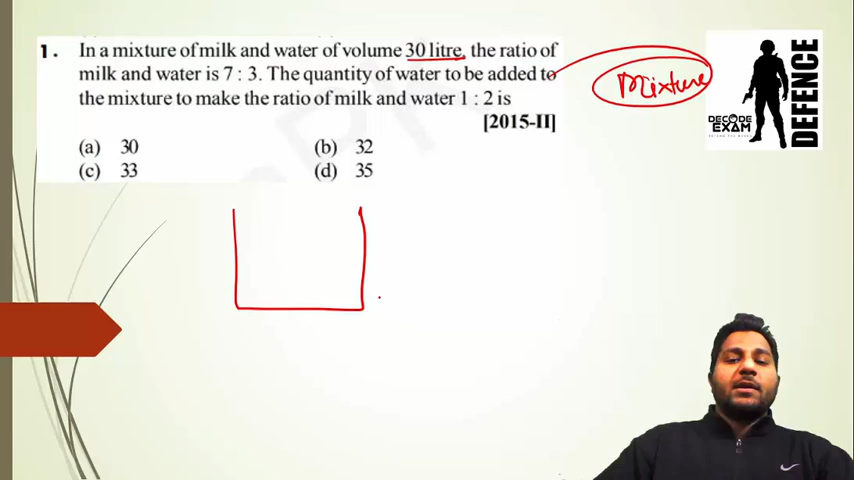 1. In a mixture of milk and water of volume 30 litre, the ratio of
milk and water is 7 : 3. The quantity of water to be added to
the mixture to make the ratio of milk and water 1 : 2 is
[2015-II]
(a) 30 (b) 32
(c) 33 (d) 35
Mixture
DECODE
EXAM
DEFENCE